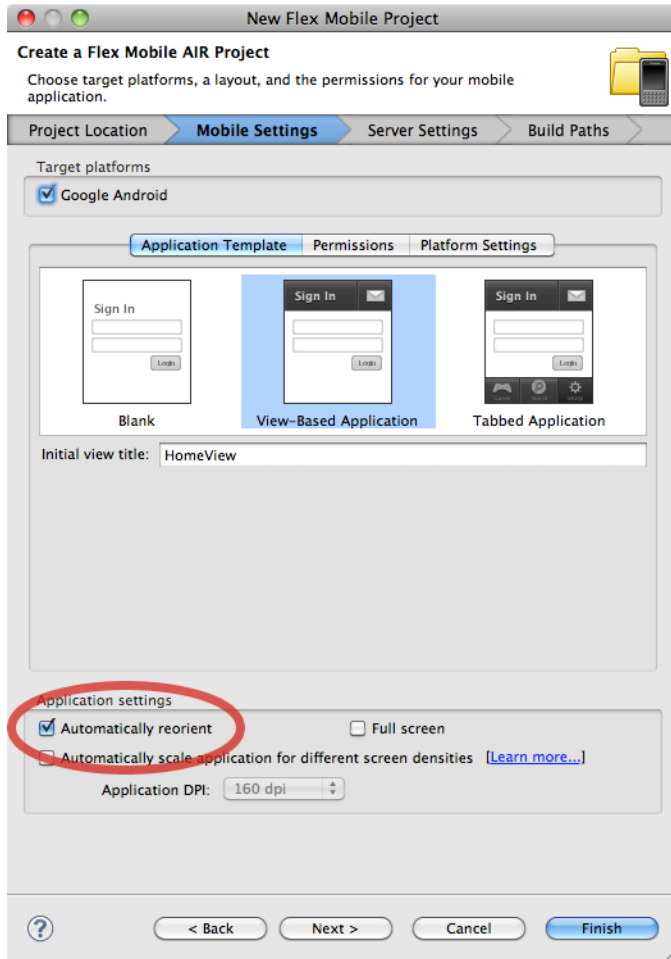 New Flex Mobile Project
Create a Flex Mobile AIR Project
Choose target platforms, a layout, and the permissions for your mobile
application.
Project Location Mobile Settings Server Settings Build Paths
Target platforms
Google Android
Application Template Permissions Platform Settings
Sign In
Login
Sign In
Login
Sign In
Login
Blank View-Based Application Tabbed Application
Initial view title: HomeView
Application settings
Automatically reorient Full screen
Automatically scale application for different screen densities [Learn more...]
Application DPI: 160 dpi
? < Back Next > Cancel Finish